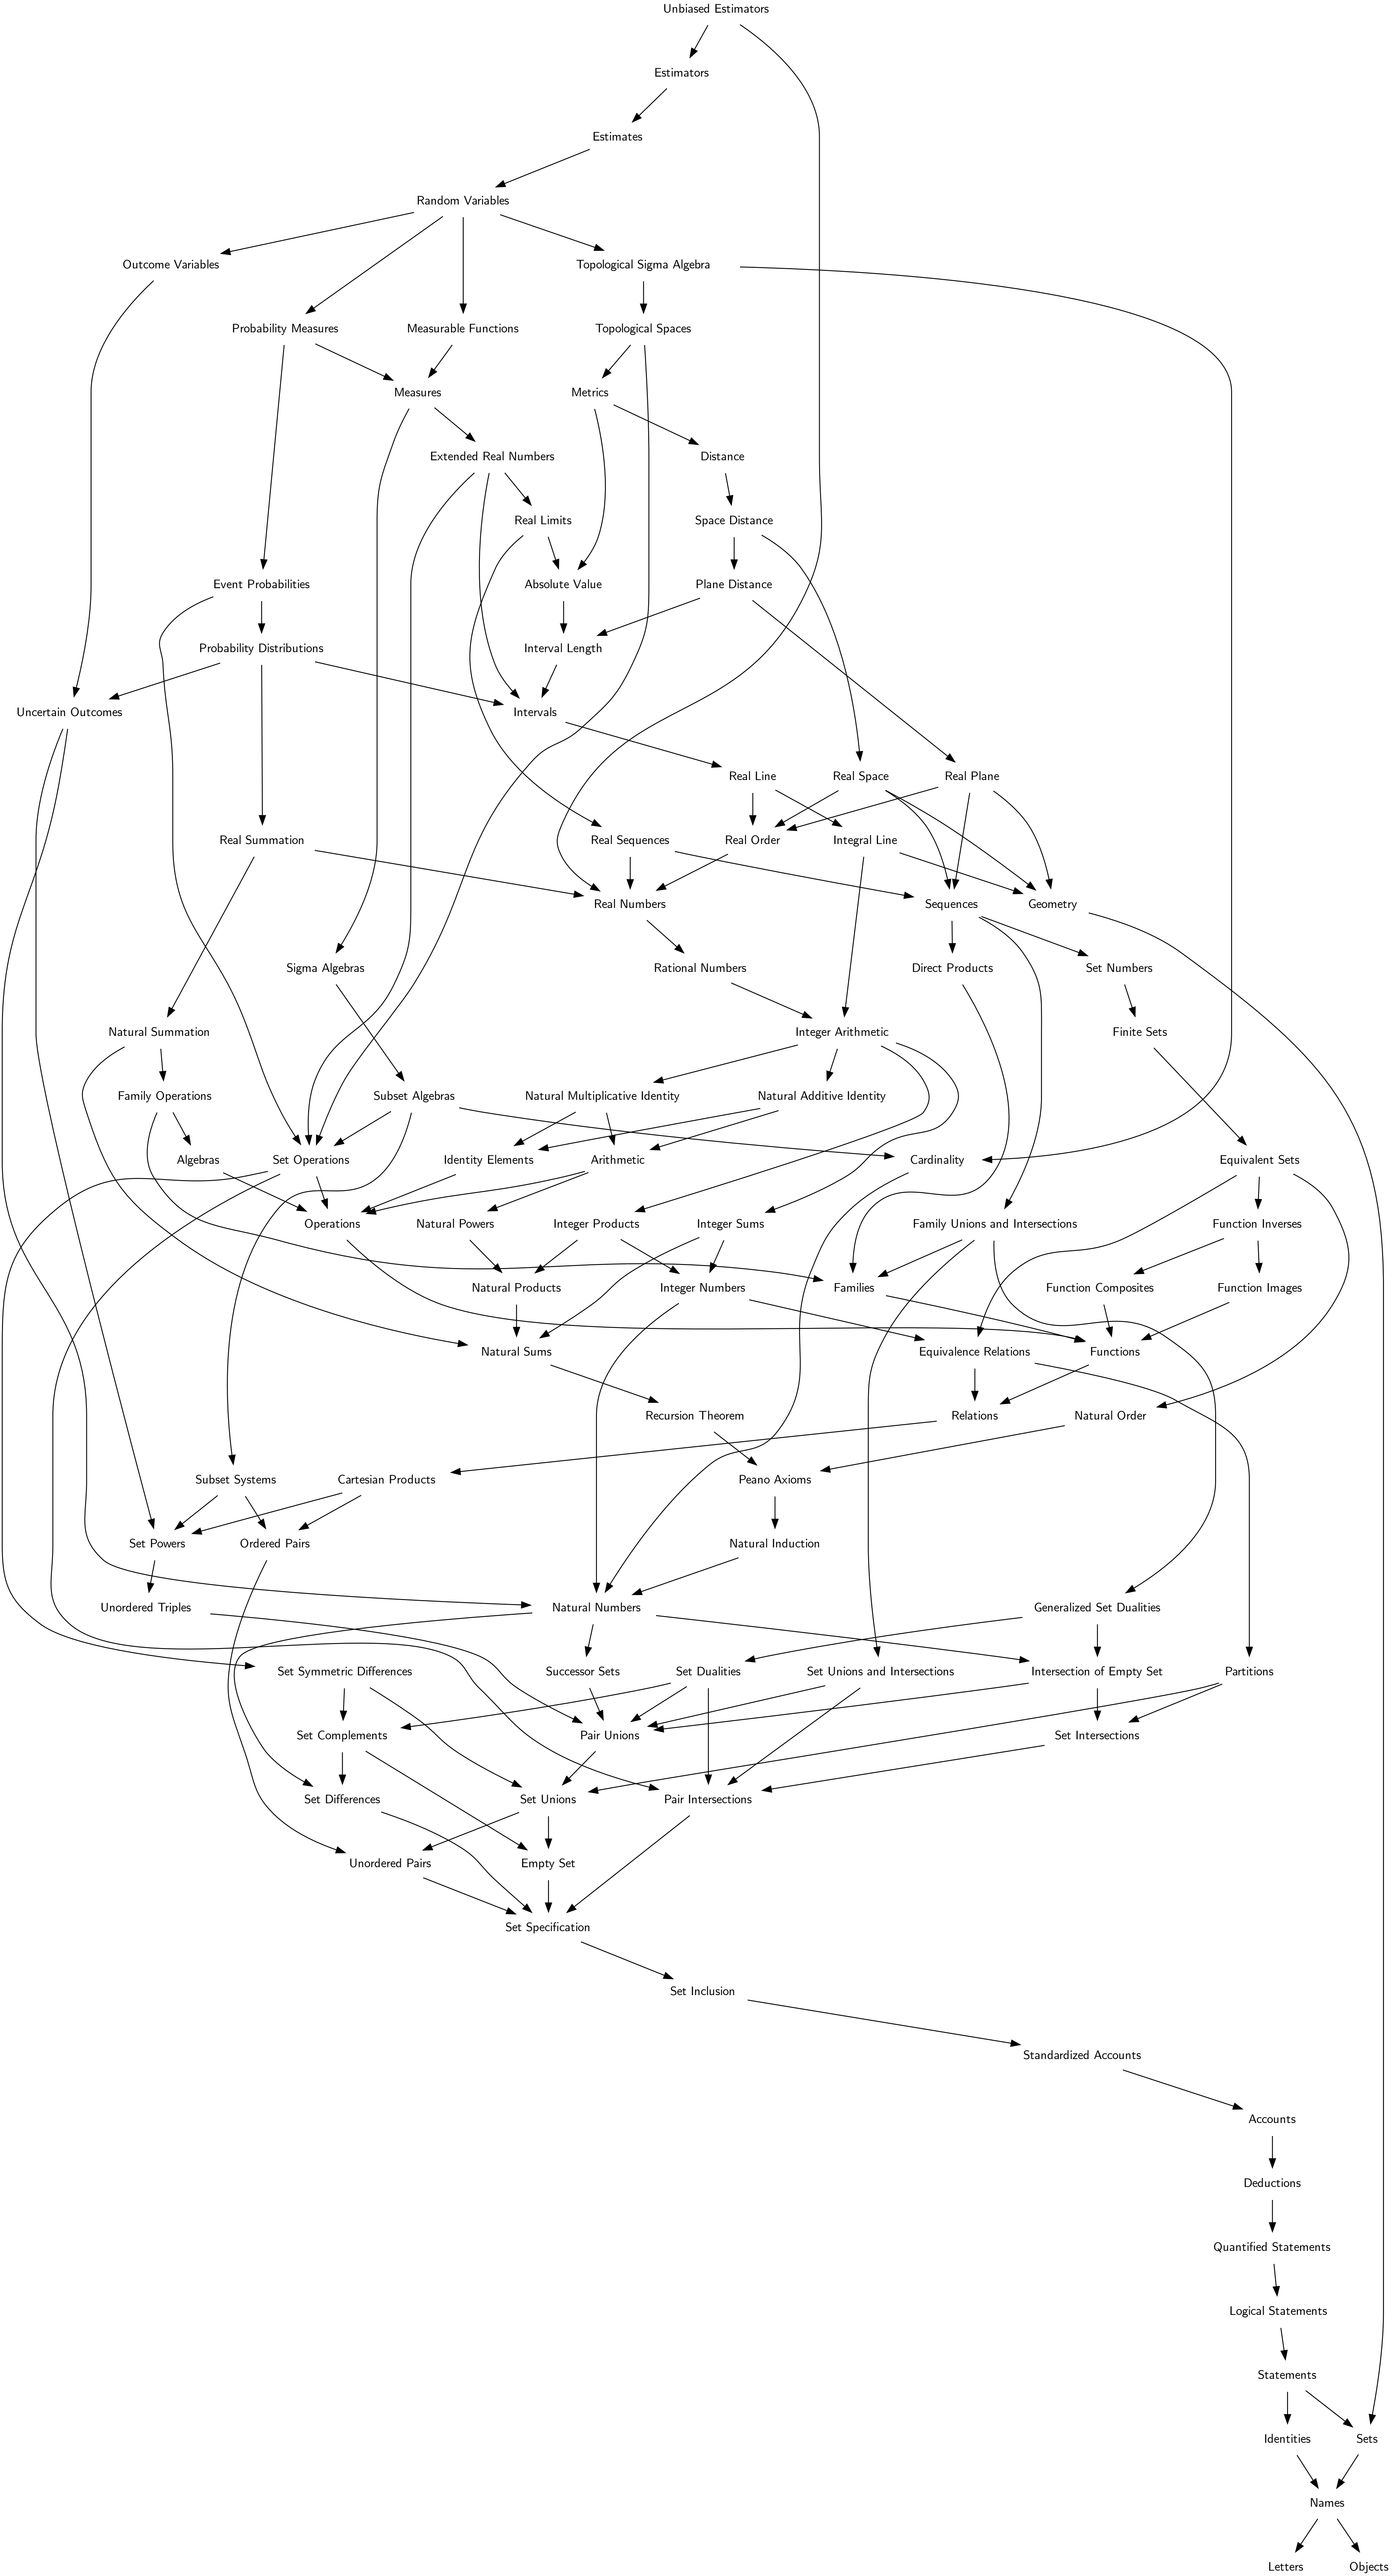 Unbiased Estimators
Estimators
Estimates
Random Variables
Outcome Variables
Topological Sigma Algebra
Probability Measures
Measurable Functions
Topological Spaces
Measures
Metrics
Extended Real Numbers
Distance
Real Limits
Space Distance
Event Probabilities
Absolute Value
Plane Distance
Probability Distributions
Interval Length
Uncertain Outcomes
Intervals
Real Line
Real Space
Real Plane
Real Summation
Real Sequences
Real Order
Integral Line
Real Numbers
Sequences
Geometry
Sigma Algebras
Rational Numbers
Direct Products
Set Numbers
Natural Summation
Integer Arithmetic
Finite Sets
Family Operations
Subset Algebras
Natural Multiplicative Identity
Natural Additive Identity
Algebras
Set Operations
Identity Elements
Arithmetic
Cardinality
Equivalent Sets
Operations
Natural Powers
Integer Products
Integer Sums
Family Unions and Intersections
Function Inverses
Natural Products
Integer Numbers
Families
Function Composites
Function Images
Natural Sums
Equivalence Relations
Functions
Recursion Theorem
Relations
Natural Order
Subset Systems
Cartesian Products
Peano Axioms
Set Powers
Ordered Pairs
Natural Induction
Unordered Triples
Natural Numbers
Generalized Set Dualities
Set Symmetric Differences
Successor Sets
Set Dualities
Set Unions and Intersections
Intersection of Empty Set
Partitions
Set Complements
Pair Unions
Set Intersections
Set Differences
Set Unions
Pair Intersections
Unordered Pairs
Empty Set
Set Specification
Set Inclusion
Standardized Accounts
Accounts
Deductions
Quantified Statements
Logical Statements
Statements
Identities
Sets
Names
Letters
Objects